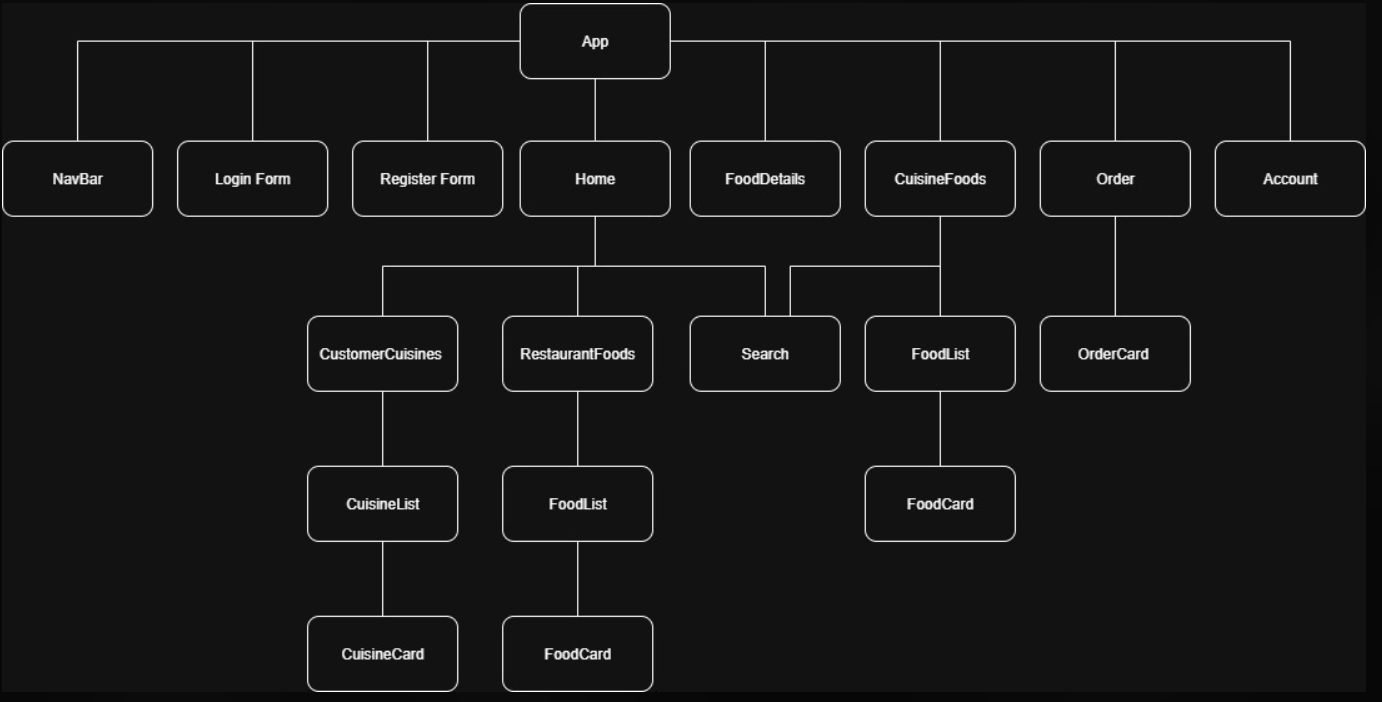 App
NavBar
Login Form
Register Form
Home
FoodDetails
CuisineFoods
Order
Account
CustomerCuisines
RestaurantFoods
Search
FoodList
OrderCard
CuisineList
FoodList
FoodCard
CuisineCard
FoodCard